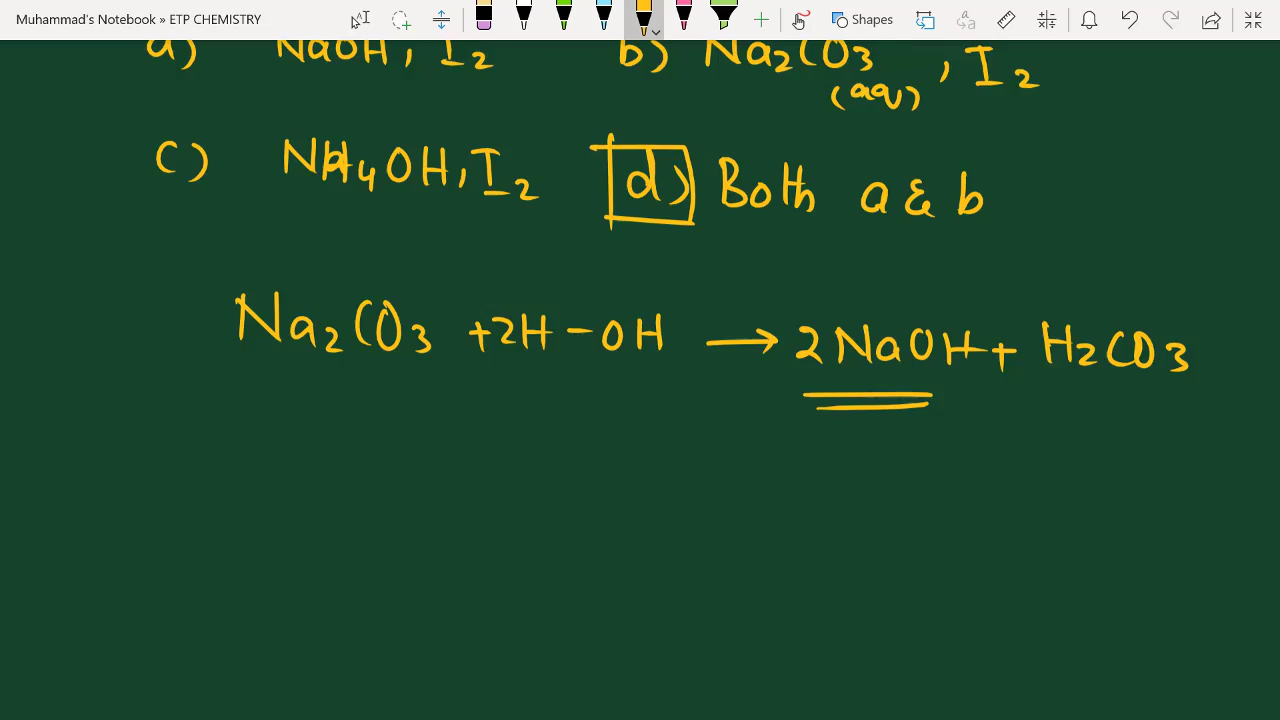 Muhammad's Notebook » ETP CHEMISTRY Shapes
a) NaOH, I2 b) Na2CO3 (aq), I2
c) NH4OH, I2 d) Both a & b
Na2CO3 + 2H-OH → 2NaOH + H2CO3